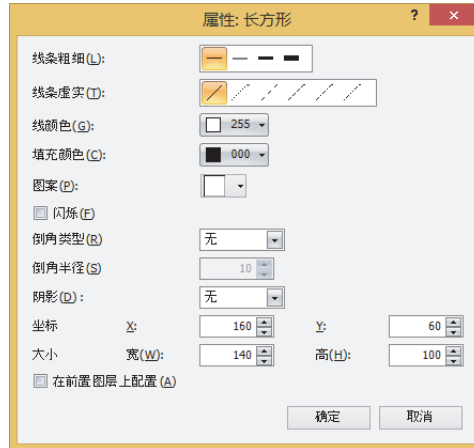 属性: 长方形
? ×
线条粗细(L):
线条虚实(T):
线颜色(G): 255
填充颜色(C): 000
图案(P):
闪烁(F)
倒角类型(R) 无
倒角半径(S) 10
阴影(D): 无
坐标 X: 160 Y: 60
大小 宽(W): 140 高(H): 100
在前置图层上配置(A)
确定 取消